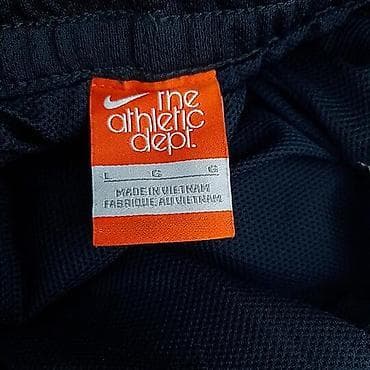 the
athletic
dept.
L G G
MADE IN VIETNAM
FABRIQUE AU VIETNAM